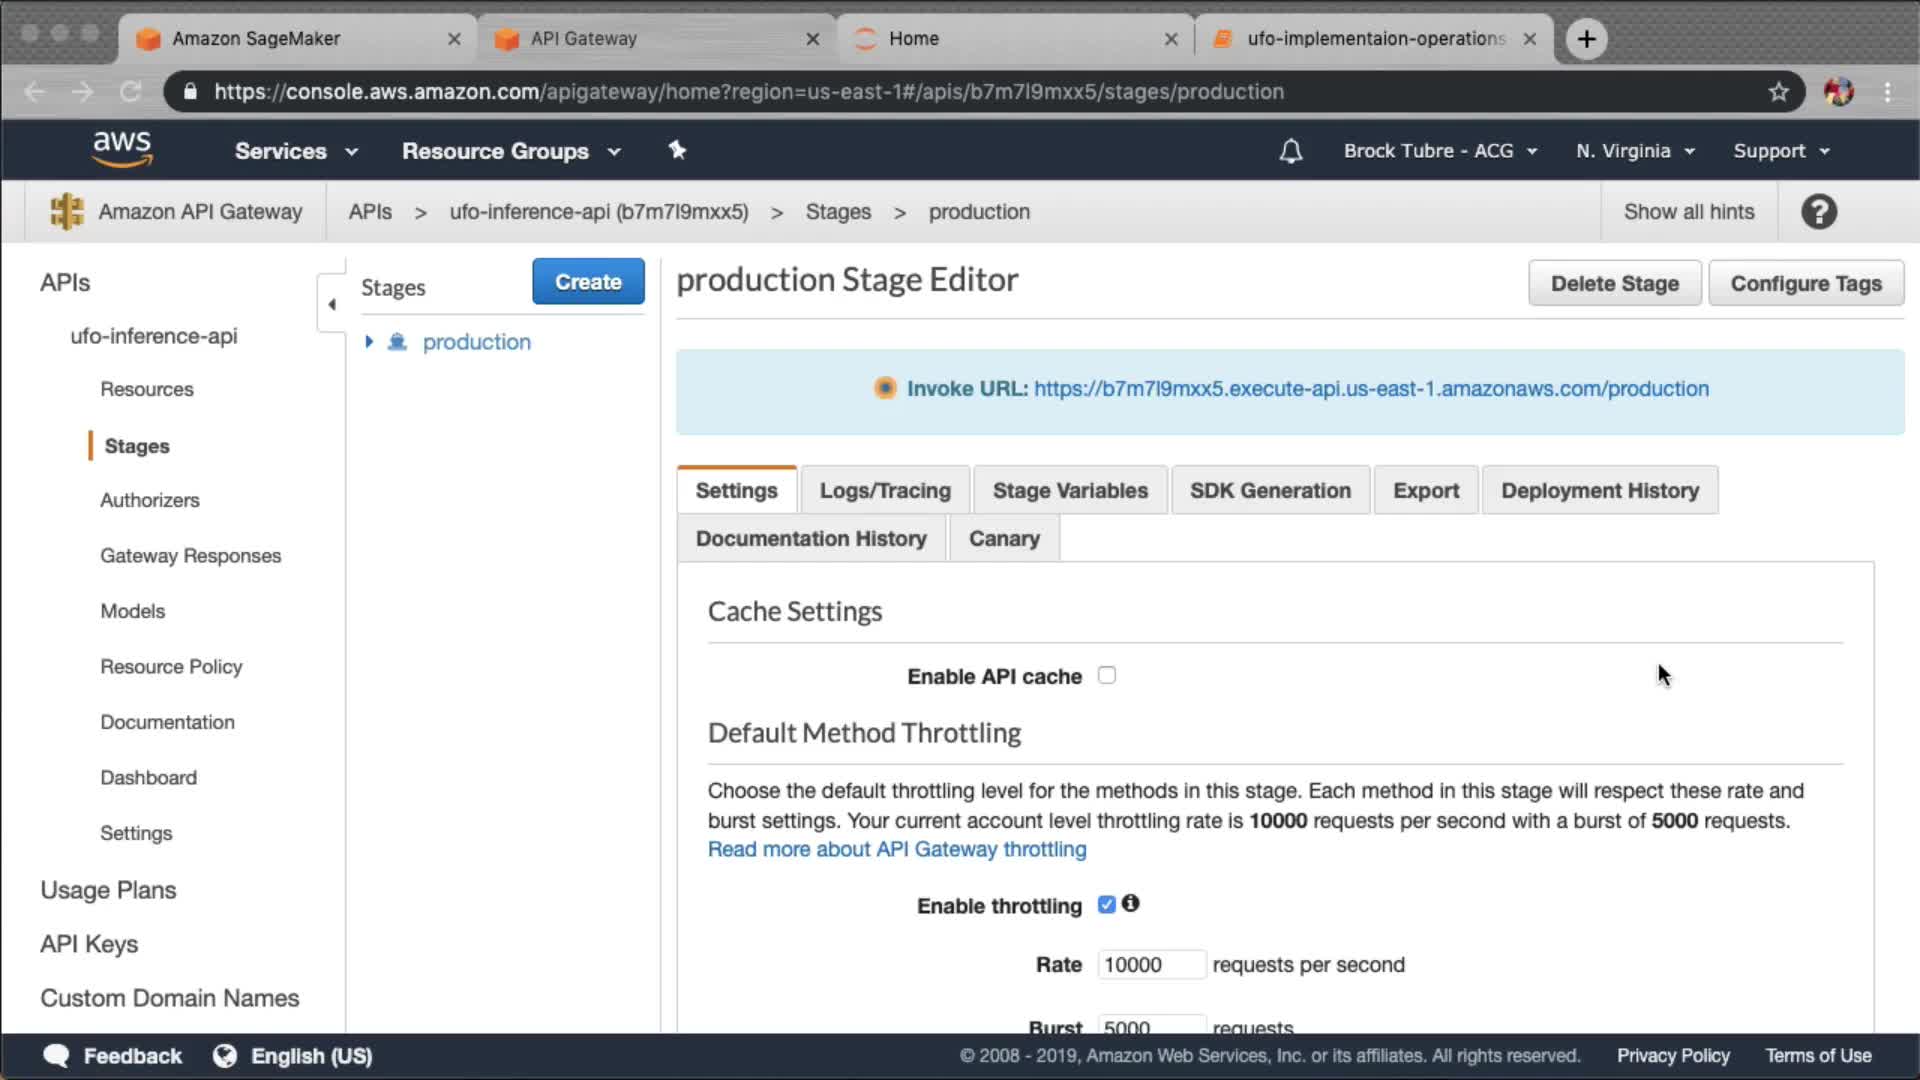 Amazon SageMaker
API Gateway
Home
ufo-implementaion-operations
https://console.aws.amazon.com/apigateway/home?region=us-east-1#/apis/b7m7l9mxx5/stages/production
aws
Services
Resource Groups
Brock Tubre - ACG
N. Virginia
Support
Amazon API Gateway
APIs > ufo-inference-api (b7m7l9mxx5) > Stages > production
Show all hints
?
APIs
ufo-inference-api
Resources
Stages
Authorizers
Gateway Responses
Models
Resource Policy
Documentation
Dashboard
Settings
Usage Plans
API Keys
Custom Domain Names
Stages
Create
production
production Stage Editor
Delete Stage
Configure Tags
Invoke URL: https://b7m7l9mxx5.execute-api.us-east-1.amazonaws.com/production
Settings
Logs/Tracing
Stage Variables
SDK Generation
Export
Deployment History
Documentation History
Canary
Cache Settings
Enable API cache
Default Method Throttling
Choose the default throttling level for the methods in this stage. Each method in this stage will respect these rate and
burst settings. Your current account level throttling rate is 10000 requests per second with a burst of 5000 requests.
Read more about API Gateway throttling
Enable throttling
Rate 10000 requests per second
Burst 5000 requests
Feedback
English (US)
© 2008 - 2019, Amazon Web Services, Inc. or its affiliates. All rights reserved.
Privacy Policy
Terms of Use